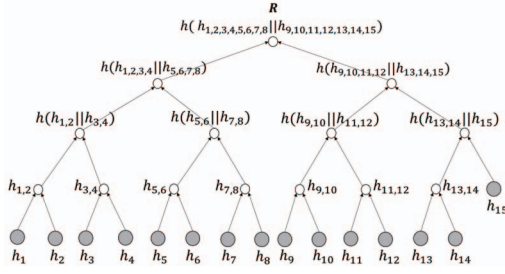 R
h( h1,2,3,4,5,6,7,8||h9,10,11,12,13,14,15)
h(h1,2,3,4||h5,6,7,8) h(h9,10,11,12||h13,14,15)
h(h1,2||h3,4) h(h5,6||h7,8) h(h9,10||h11,12) h(h13,14||h15)
h1,2 h3,4 h5,6 h7,8 h9,10 h11,12 h13,14 h15
h1 h2 h3 h4 h5 h6 h7 h8 h9 h10 h11 h12 h13 h14